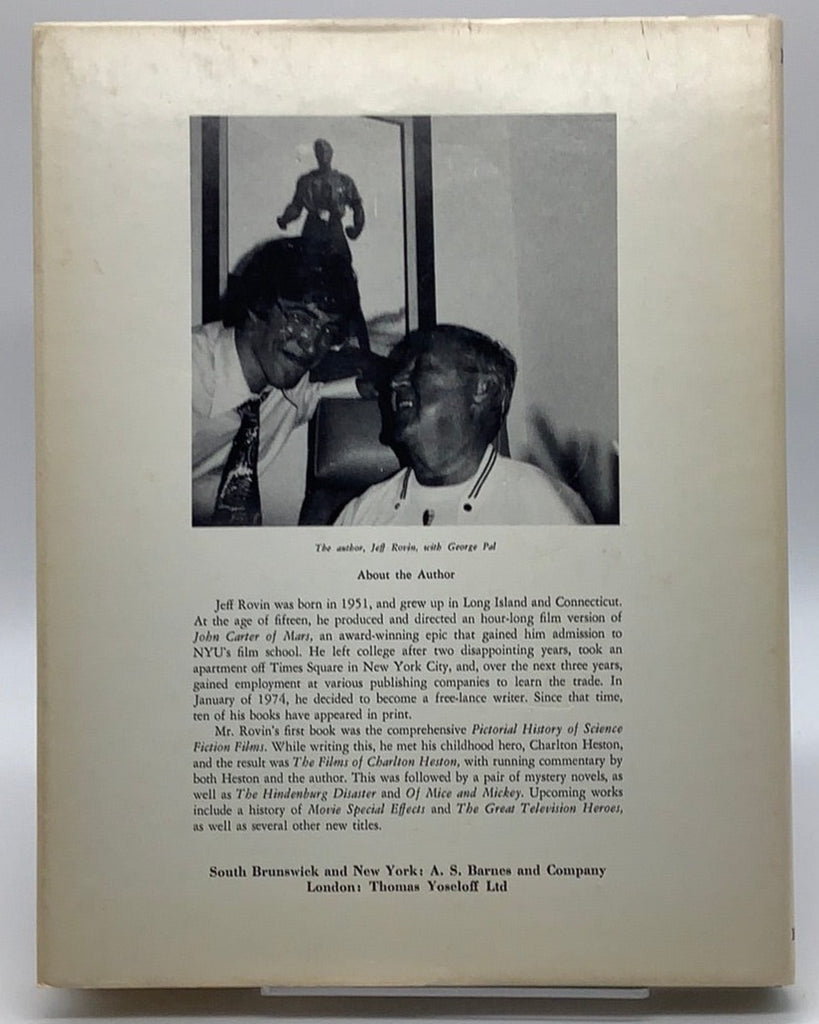 The author, Jeff Rovin, with George Pal
About the Author
Jeff Rovin was born in 1951, and grew up in Long Island and Connecticut.
At the age of fifteen, he produced and directed an hour-long film version of
John Carter of Mars, an award-winning epic that gained him admission to
NYU's film school. He left college after two disappointing years, took an
apartment off Times Square in New York City, and, over the next three years,
gained employment at various publishing companies to learn the trade. In
January of 1974, he decided to become a free-lance writer. Since that time,
ten of his books have appeared in print.
Mr. Rovin's first book was the comprehensive Pictorial History of Science
Fiction Films. While writing this, he met his childhood hero, Charlton Heston,
and the result was The Films of Charlton Heston, with running commentary by
both Heston and the author. This was followed by a pair of mystery novels, as
well as The Hindenburg Disaster and Of Mice and Mickey. Upcoming works
include a history of Movie Special Effects and The Great Television Heroes,
as well as several other new titles.
South Brunswick and New York: A. S. Barnes and Company
London: Thomas Yoseloff Ltd